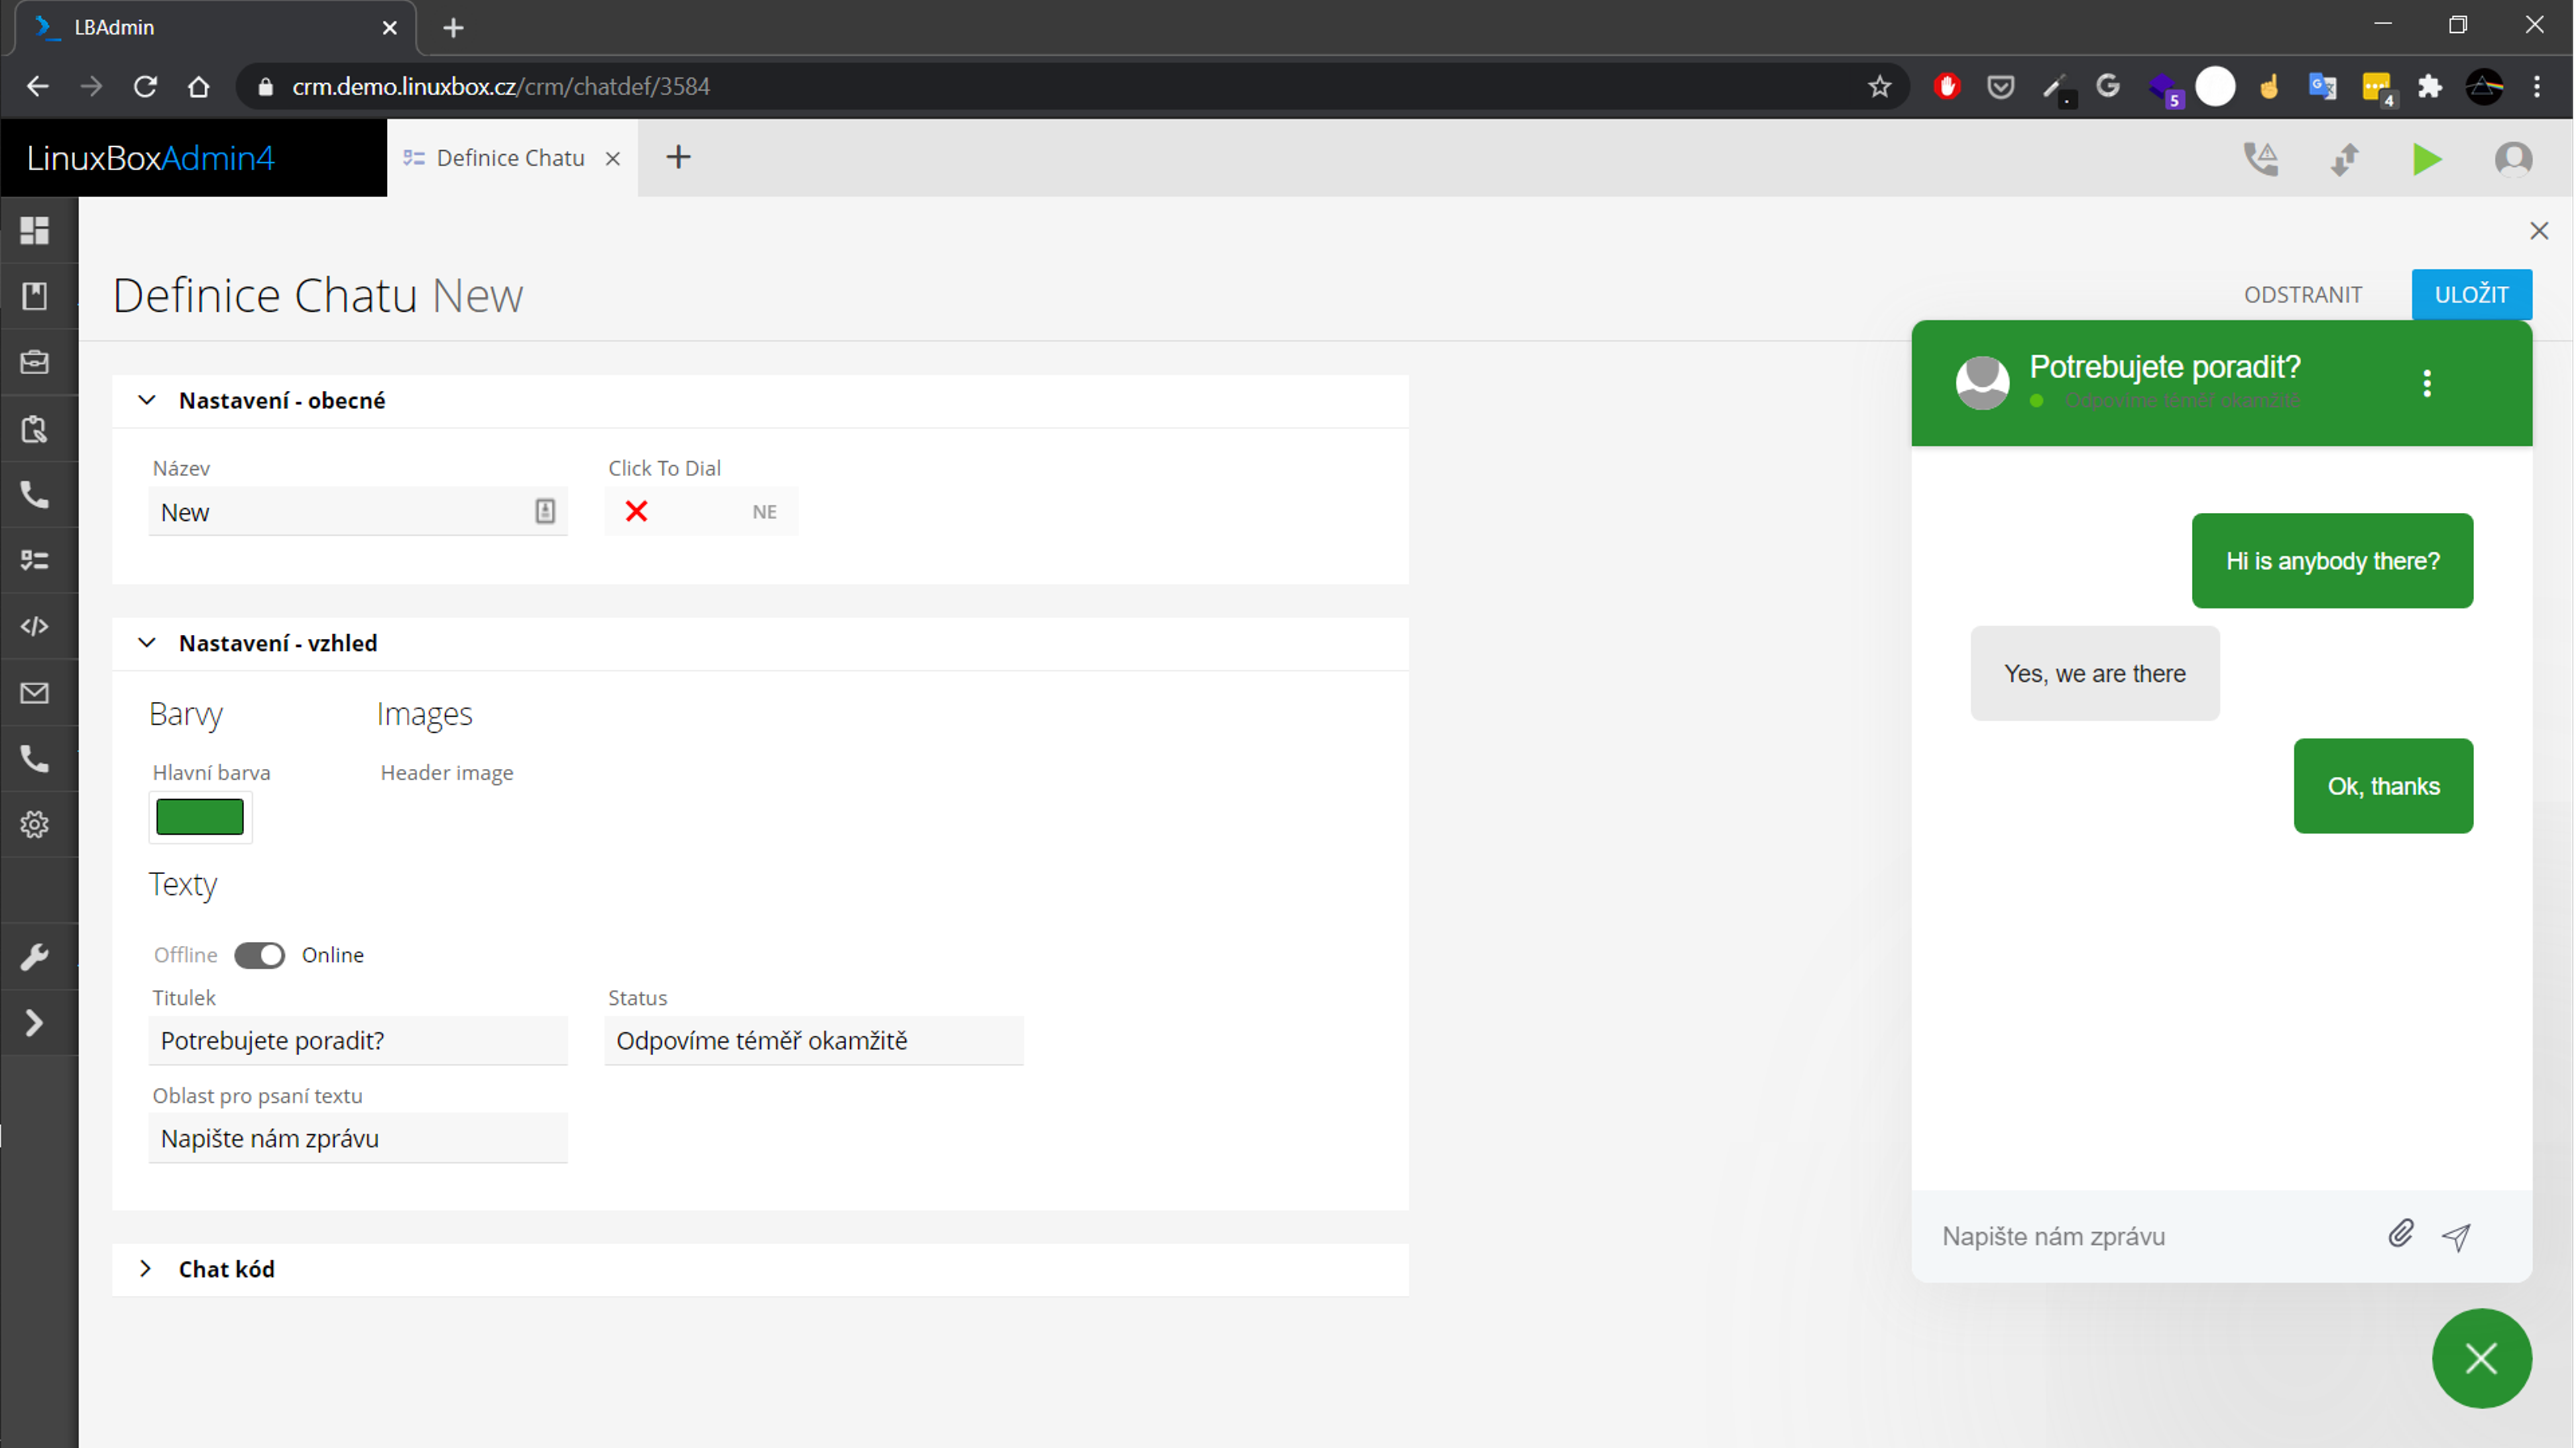 LBAdmin
crm.demo.linuxbox.cz/crm/chatdef/3584
5
4
LinuxBoxAdmin4
Definice Chatu
Definice Chatu New
ODSTRANIT
ULOŽIT
Nastavení - obecné
Název
Click To Dial
New
NE
Nastavení - vzhled
Barvy
Images
Hlavní barva
Header image
Texty
Offline
Online
Titulek
Status
Potrebujete poradit?
Odpovíme téměř okamžitě
Oblast pro psaní textu
Napište nám zprávu
Chat kód
Potrebujete poradit?
Odpovíme téměř okamžitě
Hi is anybody there?
Yes, we are there
Ok, thanks
Napište nám zprávu